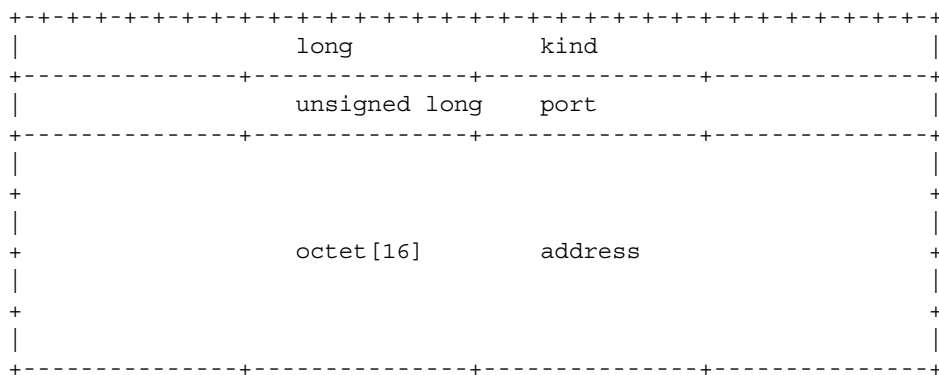 long kind
unsigned long port
octet[16] address